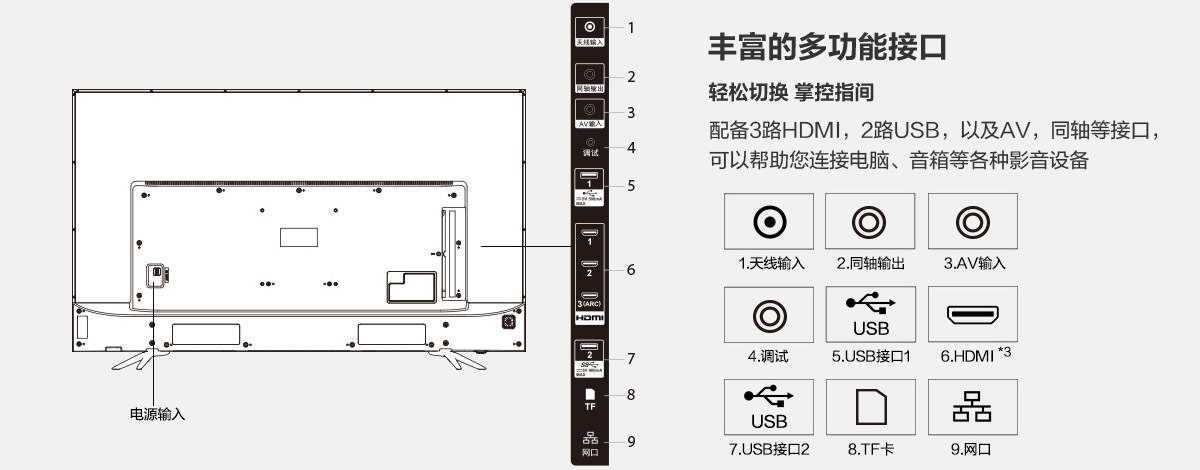 丰富的多功能接口
轻松切换 掌控指间
配备3路HDMI，2路USB，以及AV，同轴等接口，
可以帮助您连接电脑、音箱等各种影音设备
1.天线输入
2.同轴输出
3.AV输入
USB
4.调试
5.USB接口1
6.HDMI *3
USB
7.USB接口2
8.TF卡
9.网口
电源输入
天线输入
1
同轴输出
2
AV输入
3
调试
4
1
5V 500mA
MAX
5
1
2
6
3(ARC)
HDMI
2
7
5V 900mA
MAX
8
TF
9
网口